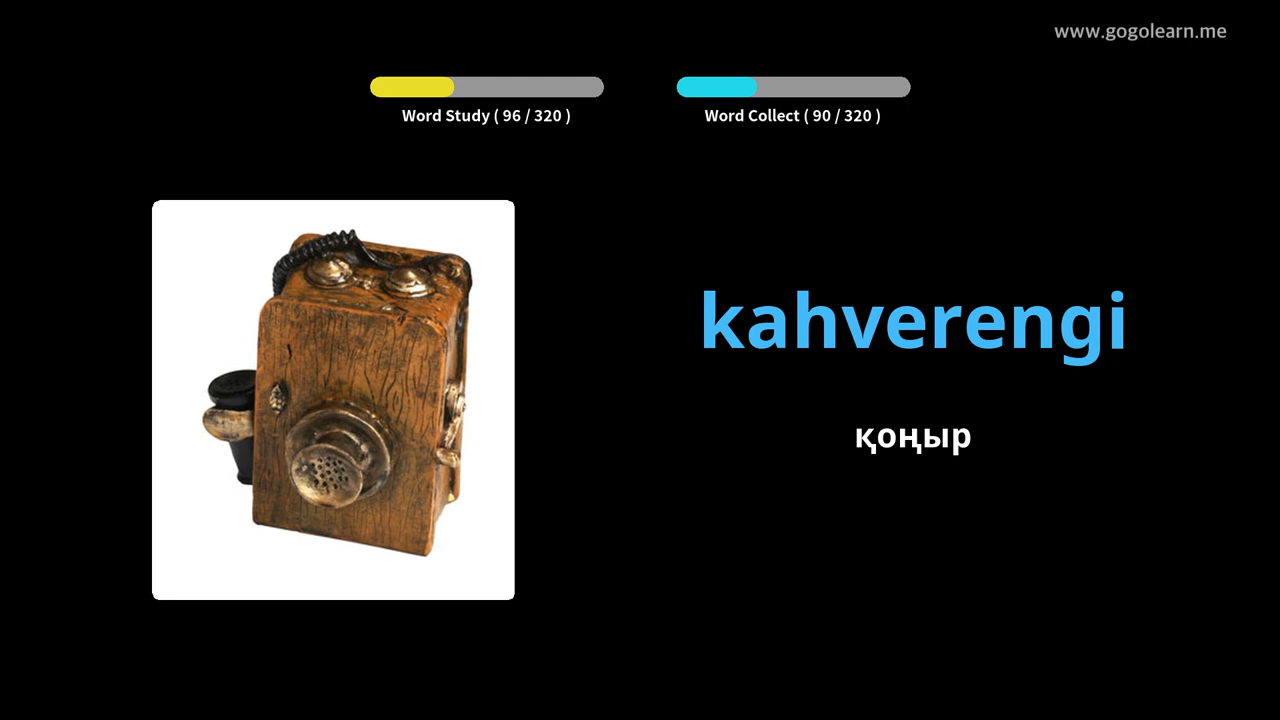 www.gogolearn.me
Word Study ( 96 / 320 )
Word Collect ( 90 / 320 )
kahverengi
қоңыр